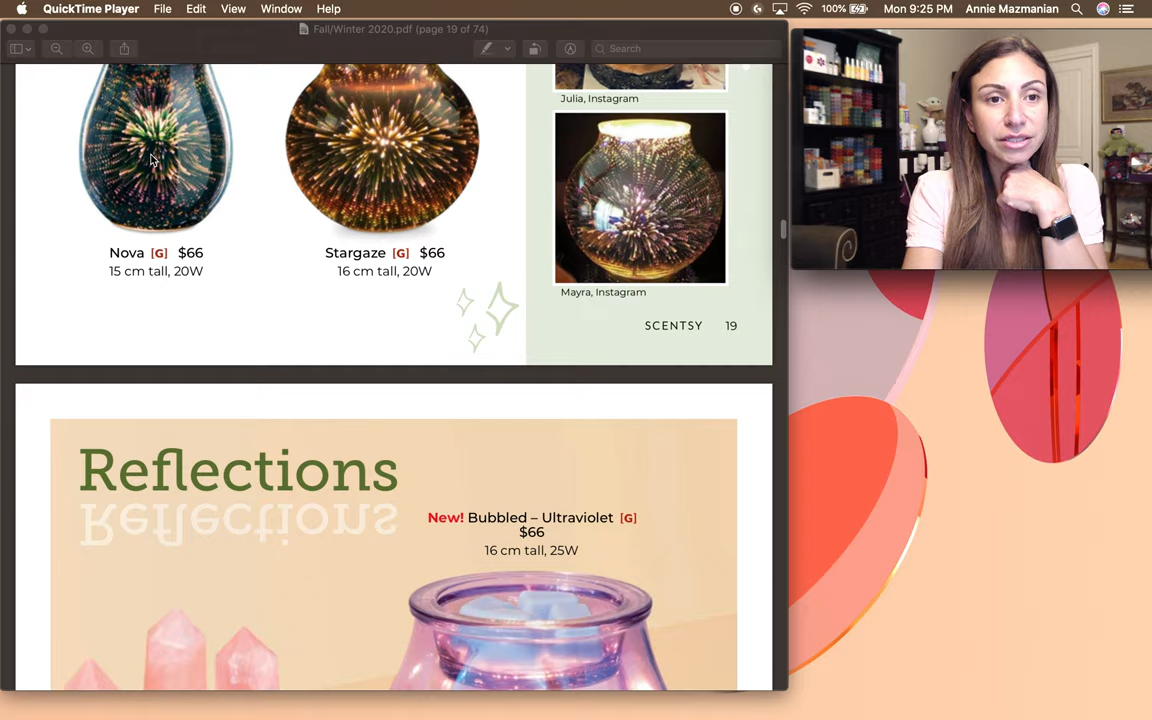 QuickTime Player File Edit View Window Help 100% Mon 9:25 PM Annie Mazmanian
Fall/Winter 2020.pdf (page 19 of 74)
Search
Julia, Instagram
Nova [G] $66
15 cm tall, 20W
Stargaze [G] $66
16 cm tall, 20W
Mayra, Instagram
SCENTSY 19
Reflections
Reflections
New! Bubbled – Ultraviolet [G]
$66
16 cm tall, 25W